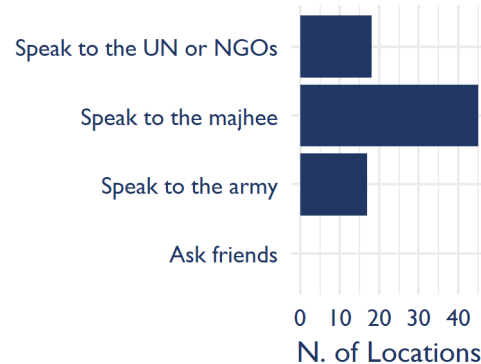 Speak to the UN or NGOs
Speak to the majhee
Speak to the army
Ask friends
0 10 20 30 40
N. of Locations